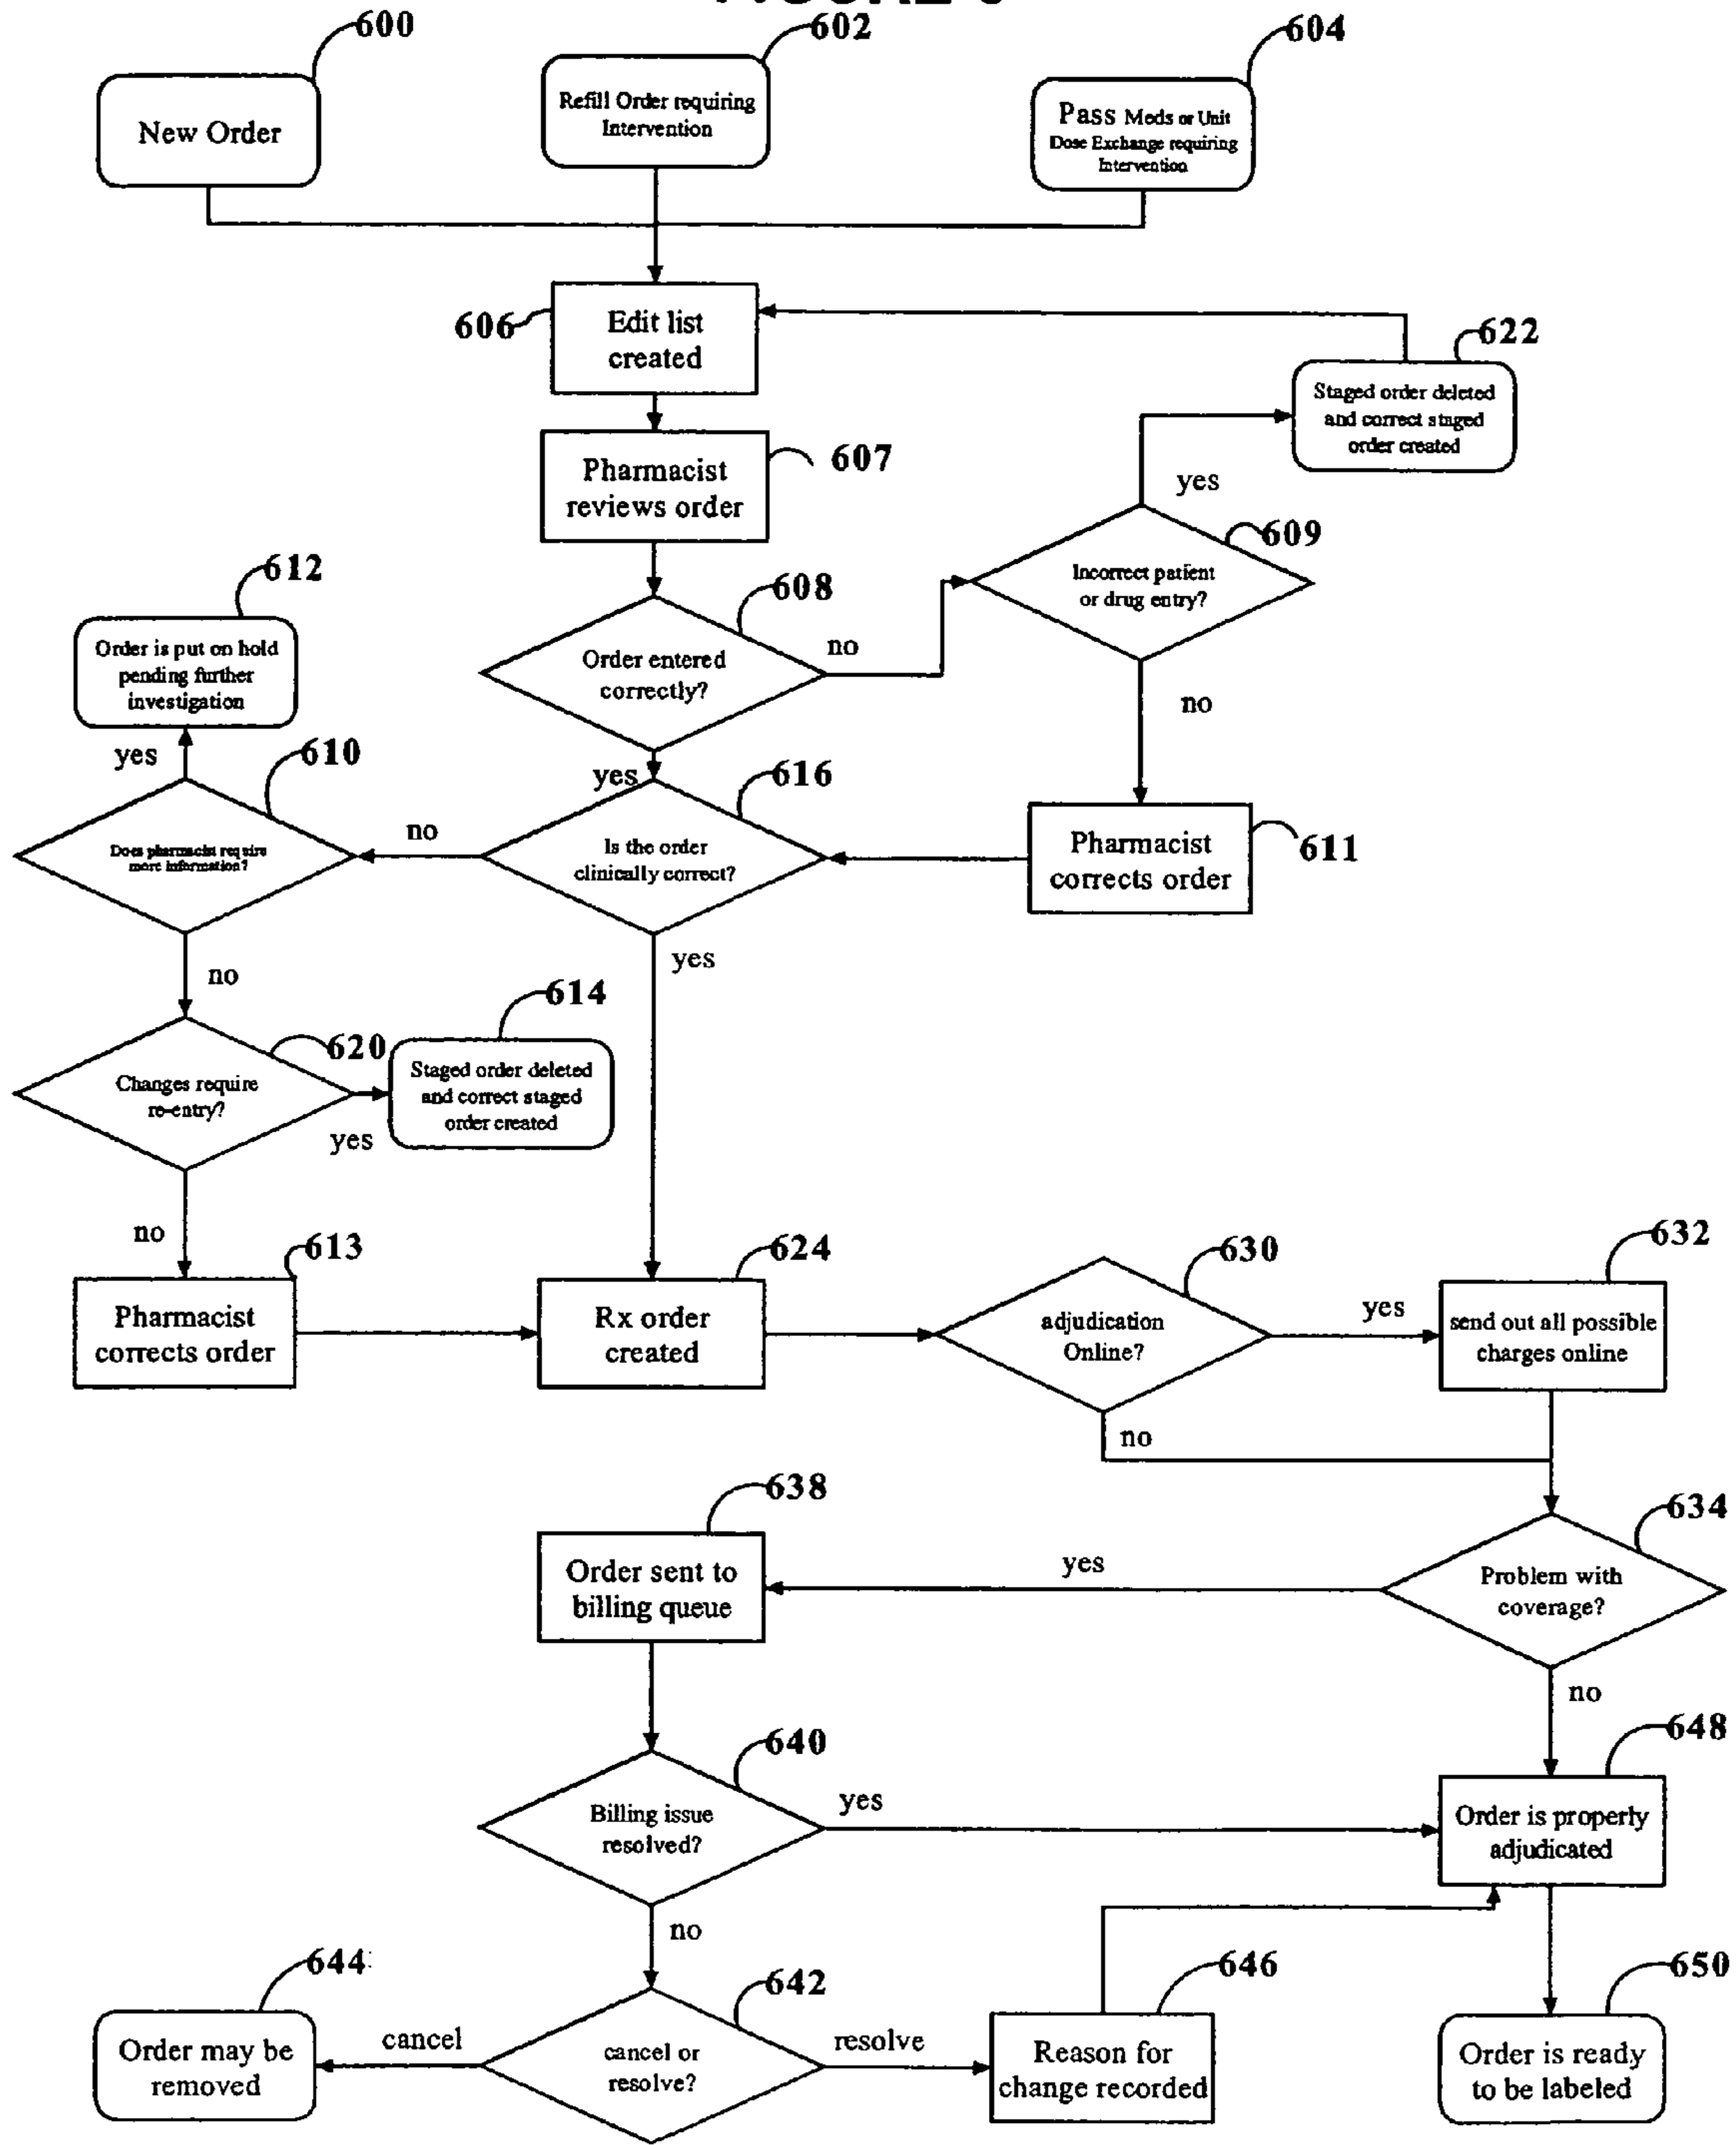 600
602
604
New Order
Refill Order requiring
Intervention
Pass Meds or Unit
Dose Exchange requiring
Intervention
606
Edit list
created
622
Staged order deleted
and correct staged
order created
607
Pharmacist
reviews order
yes
609
Incorrect patient
or drug entry?
612
Order is put on hold
pending further
investigation
608
Order entered
correctly?
no
no
yes
610
Does pharmacist require
more information?
no
yes
616
Is the order
clinically correct?
Pharmacist
corrects order
611
no
yes
614
620
Changes require
re-entry?
yes
Staged order deleted
and correct staged
order created
no
613
Pharmacist
corrects order
624
Rx order
created
630
adjudication
Online?
yes
632
send out all possible
charges online
no
638
Order sent to
billing queue
yes
634
Problem with
coverage?
no
640
Billing issue
resolved?
yes
648
Order is properly
adjudicated
no
644
Order may be
removed
cancel
642
cancel or
resolve?
resolve
646
Reason for
change recorded
650
Order is ready
to be labeled